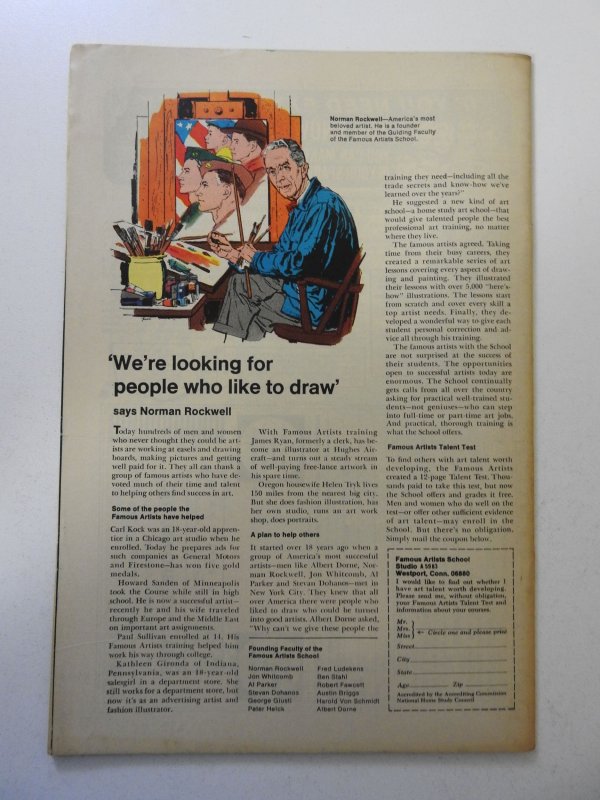 Norman Rockwell—America's most
beloved artist. He is a founder
and member of the Guiding Faculty
of the Famous Artists School.
'We're looking for
people who like to draw'
says Norman Rockwell
Today hundreds of men and women
who never thought they could be art-
ists are working at easels and drawing
boards, making pictures and getting
well paid for it. They all can thank a
group of famous artists who have de-
voted much of their time and talent
to helping others find success in art.
Some of the people the
Famous Artists have helped
Carl Kock was an 18-year-old appren-
tice in a Chicago art studio when he
enrolled. Today he prepares ads for
such companies as General Motors
and Firestone—has won five gold
medals.
Howard Sanden of Minneapolis
took the Course while still in high
school. He is now a successful artist—
recently he and his wife traveled
through Europe and the Middle East
on important art assignments.
Paul Sullivan enrolled at 14. His
Famous Artists training helped him
work his way through college.
Kathleen Gironda of Indiana,
Pennsylvania, was an 18-year-old
salesgirl in a department store. She
still works for a department store, but
now it's as an advertising artist and
fashion illustrator.
With Famous Artists training
James Ryan, formerly a clerk, has be-
come an illustrator at Hughes Air-
craft—and turns out a steady stream
of well-paying free-lance artwork in
his spare time.
Oregon housewife Helen Tryk lives
150 miles from the nearest big city.
But she does fashion illustration, has
her own studio, runs an art work
shop, does portraits.
A plan to help others
It started over 18 years ago when a
group of America's most successful
artists—men like Albert Dorne, Nor-
man Rockwell, Jon Whitcomb, Al
Parker and Stevan Dohanos—met in
New York City. They knew that all
over America there were people who
liked to draw who could be turned
into good artists. Albert Dorne asked,
"Why can't we give these people the
Founding Faculty of the
Famous Artists School
Norman Rockwell
Jon Whitcomb
Al Parker
Stevan Dohanos
George Giusti
Peter Helck
Fred Ludekens
Ben Stahl
Robert Fawcett
Austin Briggs
Harold Von Schmidt
Albert Dorne
training they need—including all the
trade secrets and know-how we've
learned over the years?"
He suggested a new kind of art
school—a home study art school—that
would give talented people the best
professional art training, no matter
where they live.
The famous artists agreed. Taking
time from their busy careers, they
created a remarkable series of art
lessons covering every aspect of draw-
ing and painting. They illustrated
their lessons with over 5,000 "here's-
how" illustrations. The lessons start
from scratch and cover every skill a
top artist needs. Finally, they de-
veloped a wonderful way to give each
student personal correction and ad-
vice all through his training.
The famous artists with the School
are not surprised at the success of
their students. The opportunities
open to successful artists today are
enormous. The School continually
gets calls from all over the country
asking for practical well-trained stu-
dents—not geniuses—who can step
into full-time or part-time art jobs.
And practical, thorough training is
what the School offers.
Famous Artists Talent Test
To find others with art talent worth
developing, the Famous Artists
created a 12-page Talent Test. Thou-
sands paid to take this test, but now
the School offers and grades it free.
Men and women who do well on the
test—or offer other sufficient evidence
of art talent—may enroll in the
School. But there's no obligation.
Simply mail the coupon below.
Famous Artists School
Studio A5983
Westport, Conn. 06880
I would like to find out whether I
have art talent worth developing.
Please send me, without obligation,
your Famous Artists Talent Test and
information about your courses.
Mr.
Mrs.
Miss
Circle one and please print
Street
City
State
Age Zip
Accredited by the Accrediting Commission
National Home Study Council